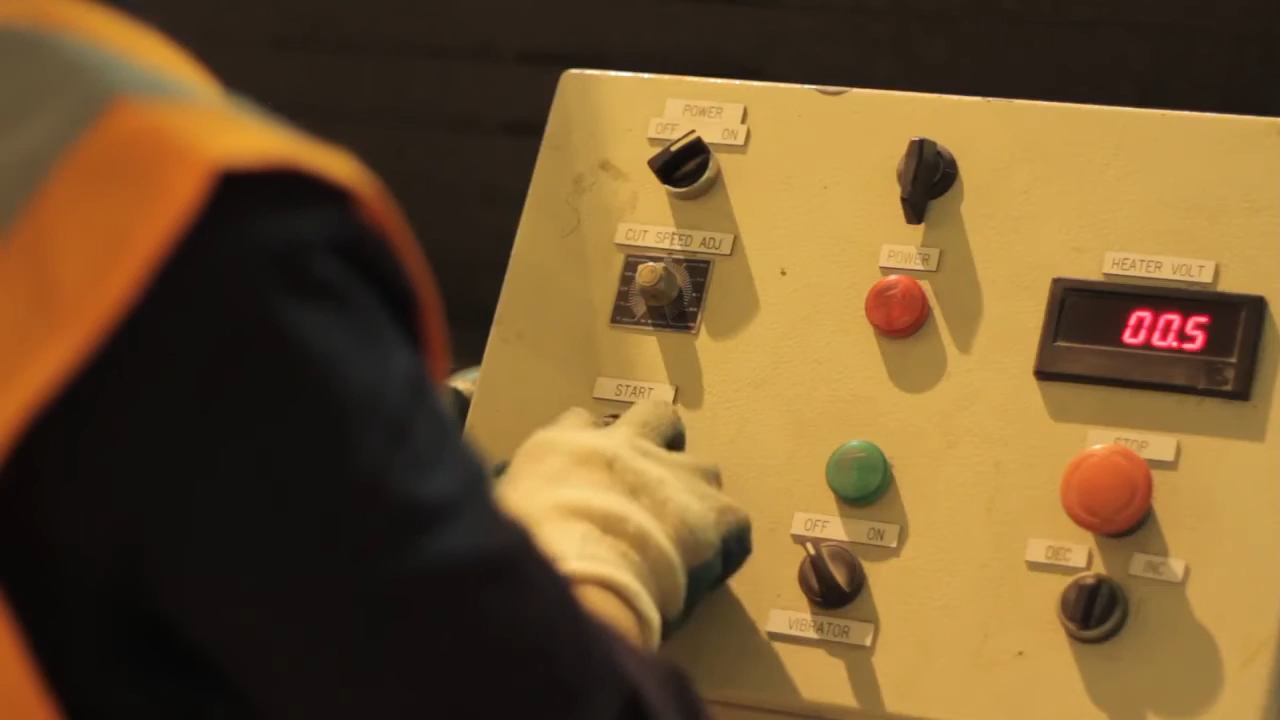 POWER
OFF ON
CUT SPEED ADJ.
POWER
HEATER VOLT
00.5
START
STOP
OFF ON
DEC INC
VIBRATOR